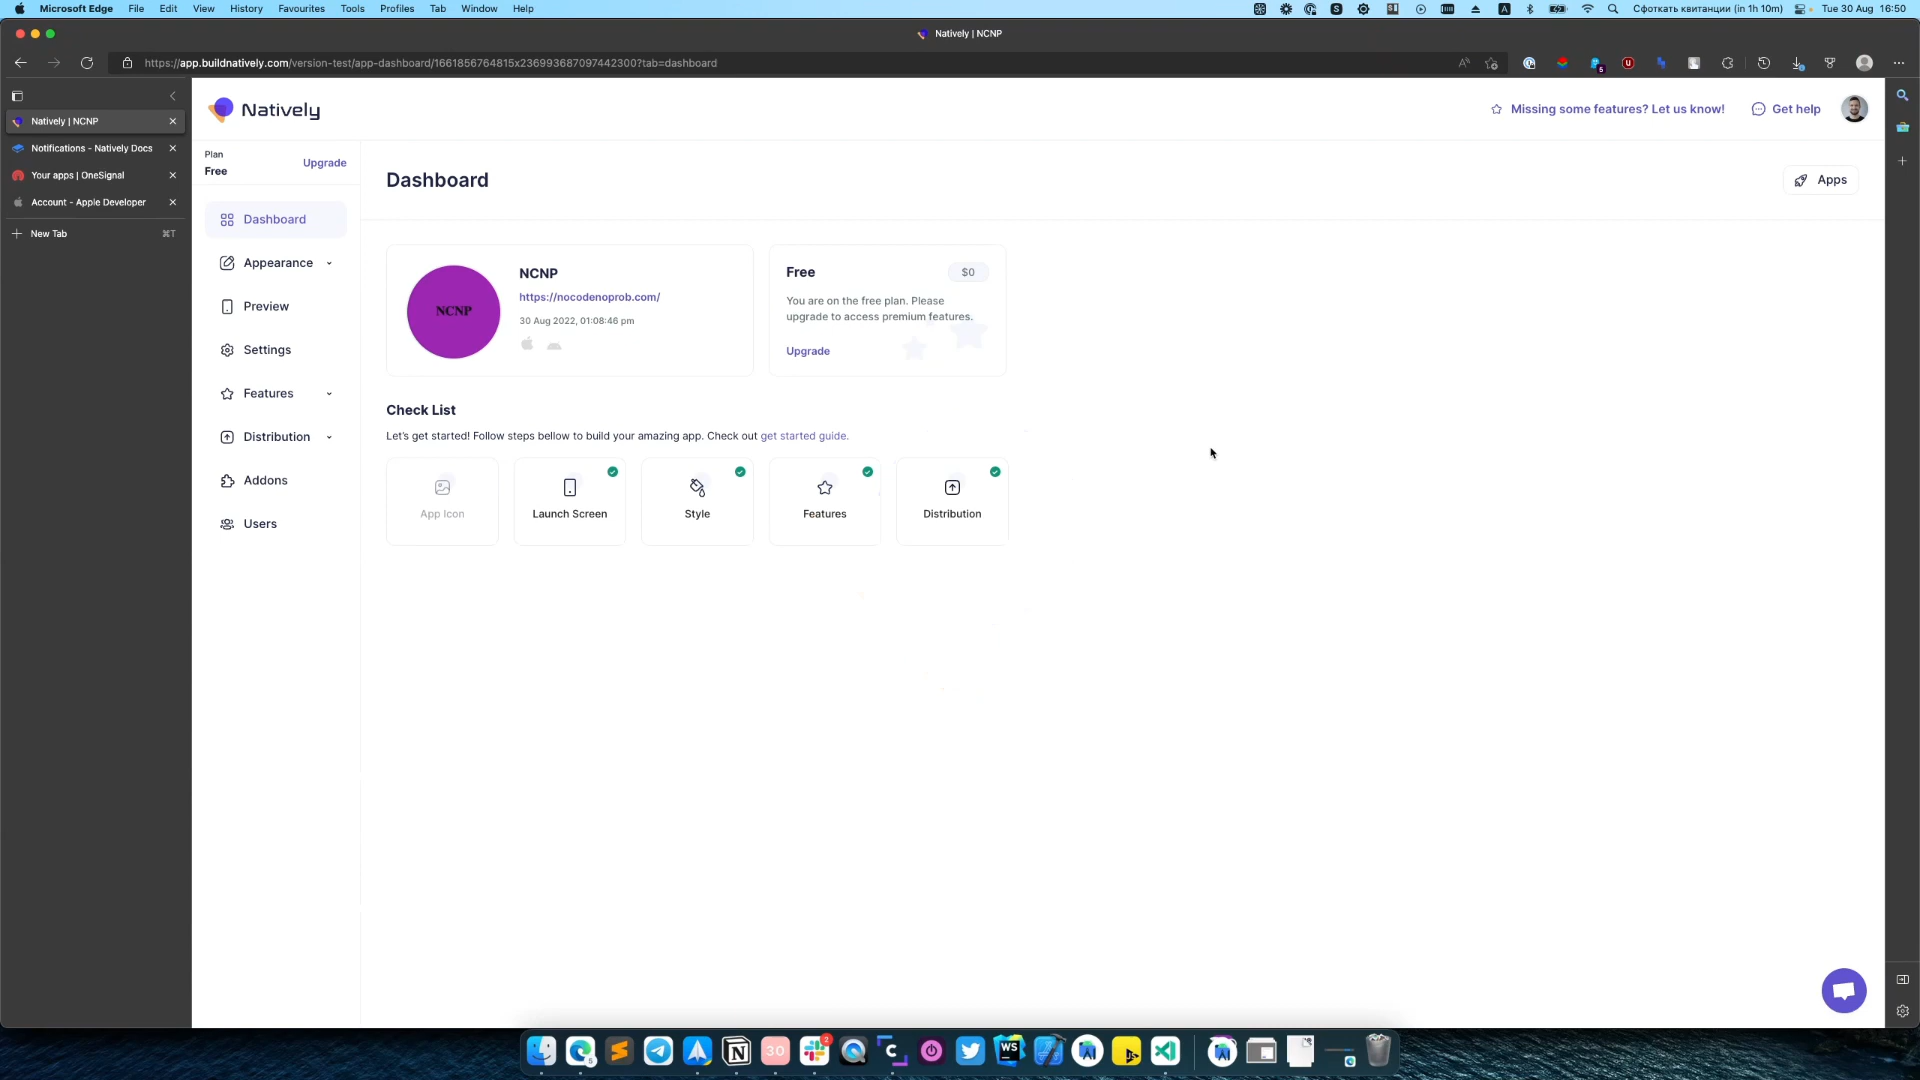 Microsoft Edge File Edit View History Favourites Tools Profiles Tab Window Help
Сфоткать квитанции (in 1h 10m) Tue 30 Aug 16:50
Natively | NCNP
https://app.buildnatively.com/version-test/app-dashboard/1661856764815x236993687097442300?tab=dashboard
Natively | NCNP
Notifications - Natively Docs
Your apps | OneSignal
Account - Apple Developer
New Tab ⌘T
Natively
Missing some features? Let us know!
Get help
Plan
Free
Upgrade
Dashboard
Appearance
Preview
Settings
Features
Distribution
Addons
Users
Dashboard
Apps
NCNP
NCNP
https://nocodenoprob.com/
30 Aug 2022, 01:08:46 pm
Free
$0
You are on the free plan. Please
upgrade to access premium features.
Upgrade
Check List
Let's get started! Follow steps bellow to build your amazing app. Check out get started guide.
App Icon
Launch Screen
Style
Features
Distribution
5
30
2
WS